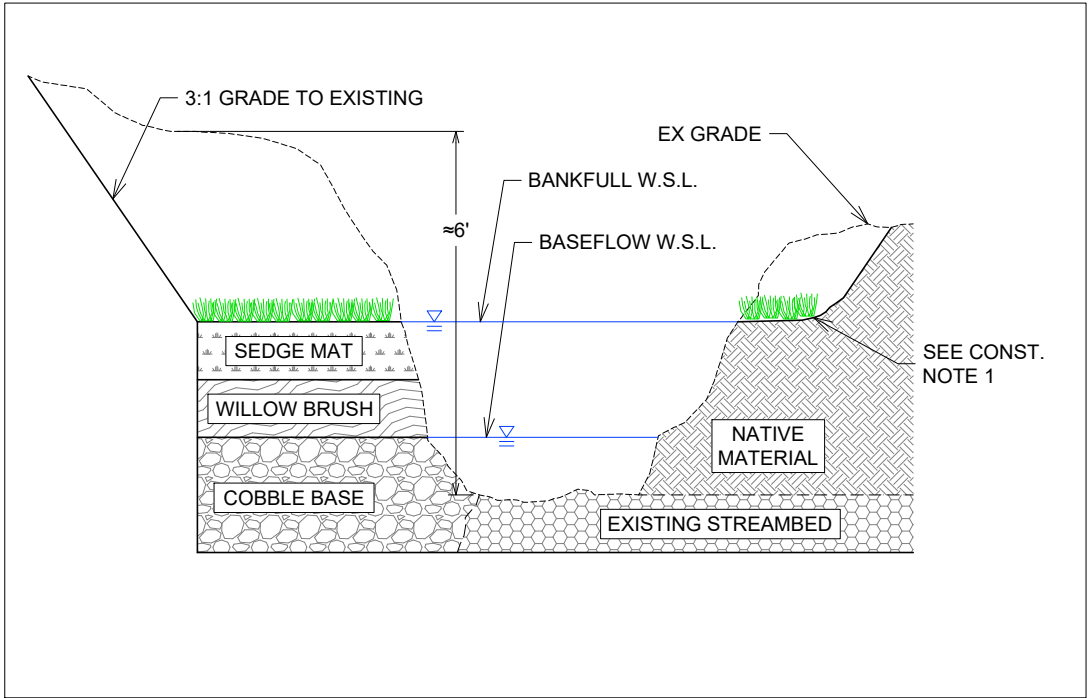 3:1 GRADE TO EXISTING
EX GRADE
BANKFULL W.S.L.
≈6'
BASEFLOW W.S.L.
SEDGE MAT
SEE CONST.
NOTE 1
WILLOW BRUSH
NATIVE
MATERIAL
COBBLE BASE
EXISTING STREAMBED